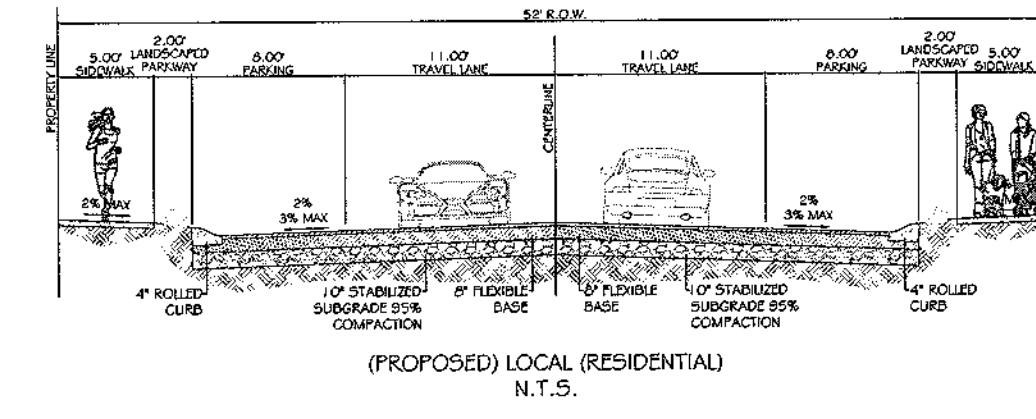 52' R.O.W.
PROPERTY LINE
5.00'
SIDEWALK
2.00'
LANDSCAPED
PARKWAY
8.00'
PARKING
11.00'
TRAVEL LANE
CENTERLINE
11.00'
TRAVEL LANE
8.00'
PARKING
2.00'
LANDSCAPED
PARKWAY
5.00'
SIDEWALK
2% MAX
2%
3% MAX
2%
3% MAX
4" ROLLED
CURB
10" STABILIZED
SUBGRADE 95%
COMPACTION
8" FLEXIBLE
BASE
8" FLEXIBLE
BASE
10" STABILIZED
SUBGRADE 95%
COMPACTION
4" ROLLED
CURB
(PROPOSED) LOCAL (RESIDENTIAL)
N.T.S.